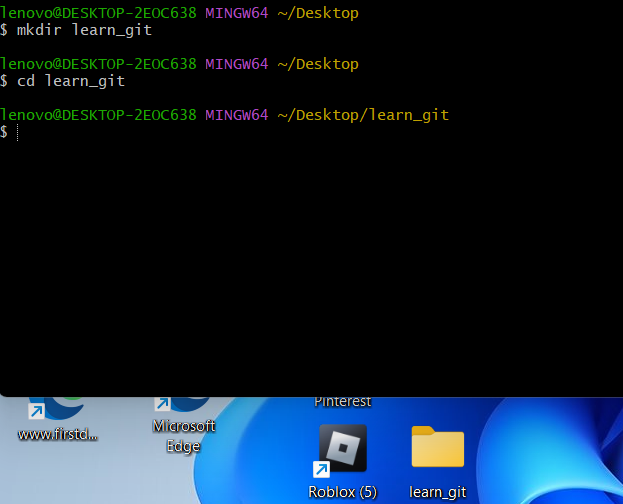 lenovo@DESKTOP-2EOC638 MINGW64 ~/Desktop
$ mkdir learn_git
lenovo@DESKTOP-2EOC638 MINGW64 ~/Desktop
$ cd learn_git
lenovo@DESKTOP-2EOC638 MINGW64 ~/Desktop/learn_git
$
www.firstd...
Microsoft
Edge
Pinterest
Roblox (5)
learn_git